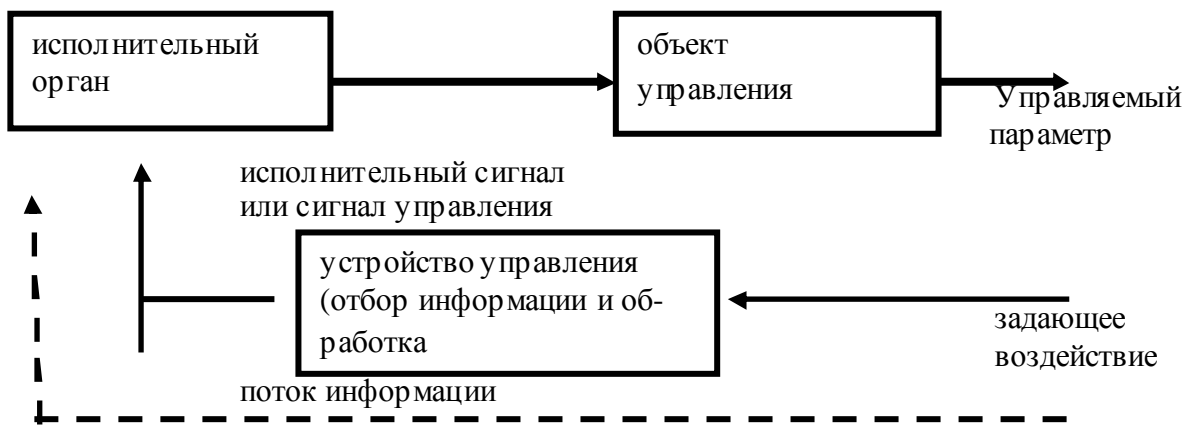 исполнительный
орган
объект
управления
Управляемый
параметр
исполнительный сигнал
или сигнал управления
устройство управления
(отбор информации и об-
работка
задающее
воздействие
поток информации